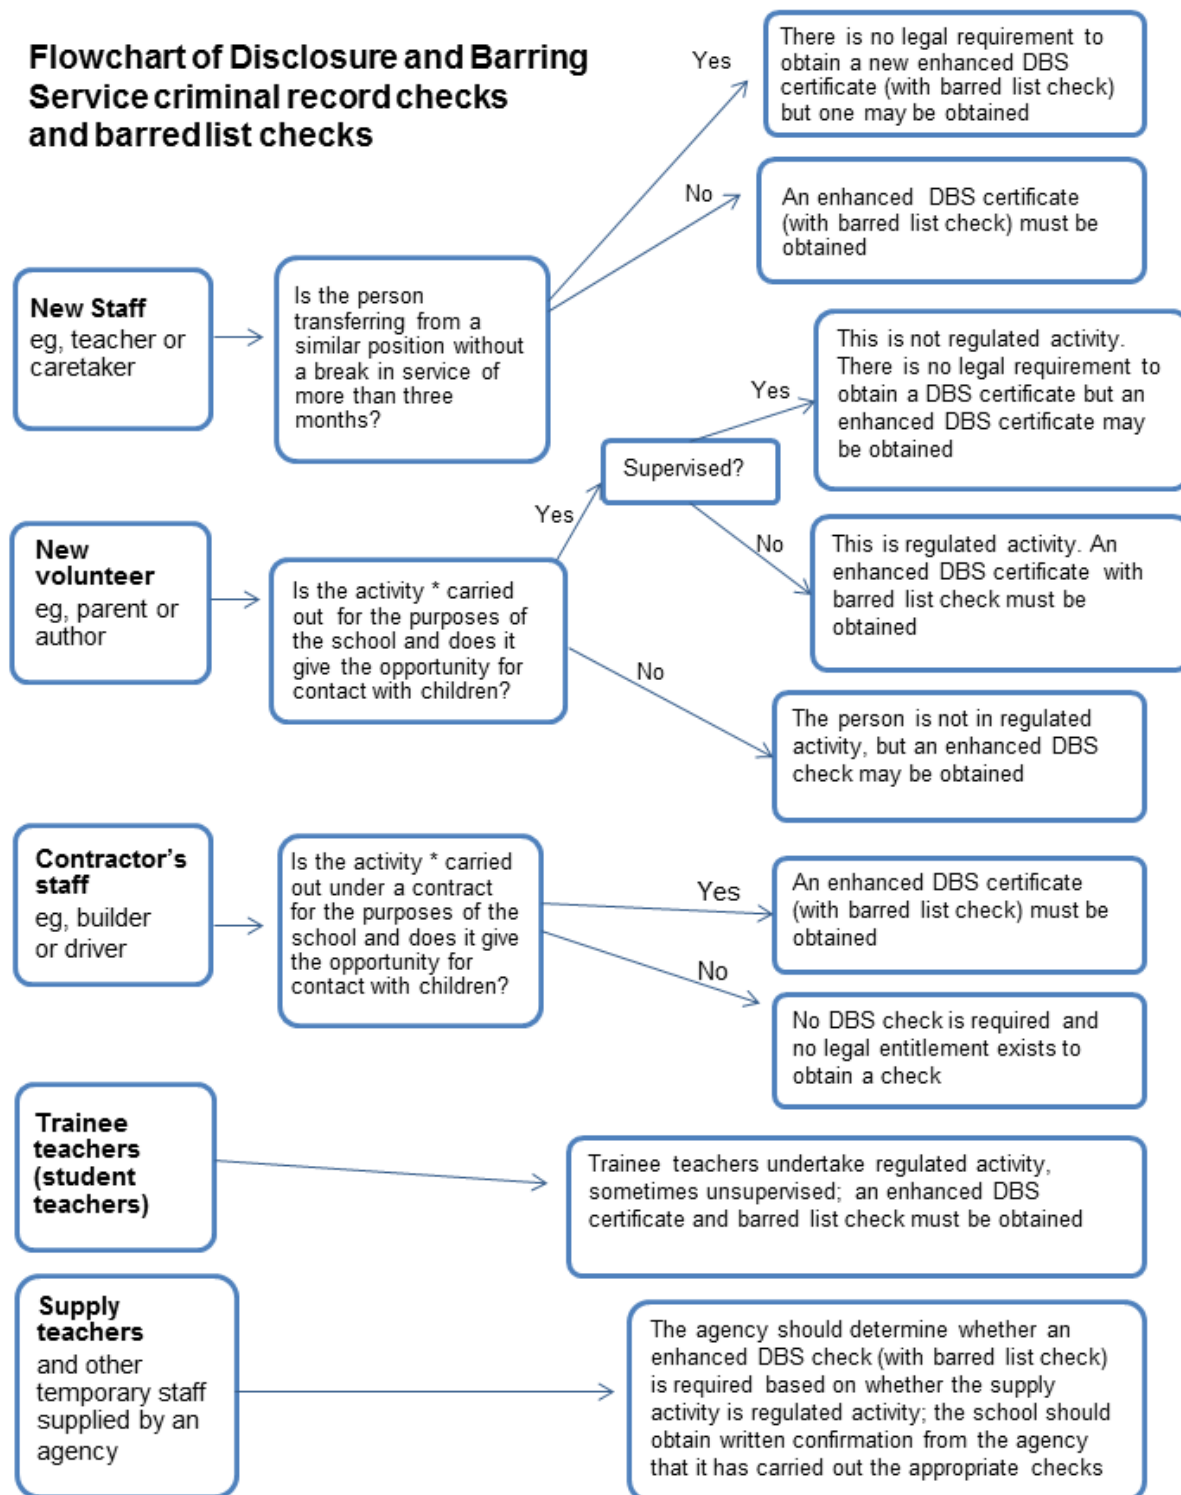 Flowchart of Disclosure and Barring
Service criminal record checks
and barred list checks
Yes
There is no legal requirement to
obtain a new enhanced DBS
certificate (with barred list check)
but one may be obtained
No
An enhanced DBS certificate
(with barred list check) must be
obtained
New Staff
eg, teacher or
caretaker
Is the person
transferring from a
similar position without
a break in service of
more than three
months?
This is not regulated activity.
There is no legal requirement to
obtain a DBS certificate but an
enhanced DBS certificate may
be obtained
Yes
Supervised?
Yes
No
This is regulated activity. An
enhanced DBS certificate with
barred list check must be
obtained
New
volunteer
eg, parent or
author
Is the activity * carried
out for the purposes of
the school and does it
give the opportunity for
contact with children?
No
The person is not in regulated
activity, but an enhanced DBS
check may be obtained
Contractor's
staff
eg, builder
or driver
Is the activity * carried
out under a contract
for the purposes of the
school and does it give
the opportunity for
contact with children?
Yes
An enhanced DBS certificate
(with barred list check) must be
obtained
No
No DBS check is required and
no legal entitlement exists to
obtain a check
Trainee
teachers
(student
teachers)
Trainee teachers undertake regulated activity,
sometimes unsupervised; an enhanced DBS
certificate and barred list check must be obtained
Supply
teachers
and other
temporary staff
supplied by an
agency
The agency should determine whether an
enhanced DBS check (with barred list check)
is required based on whether the supply
activity is regulated activity; the school should
obtain written confirmation from the agency
that it has carried out the appropriate checks